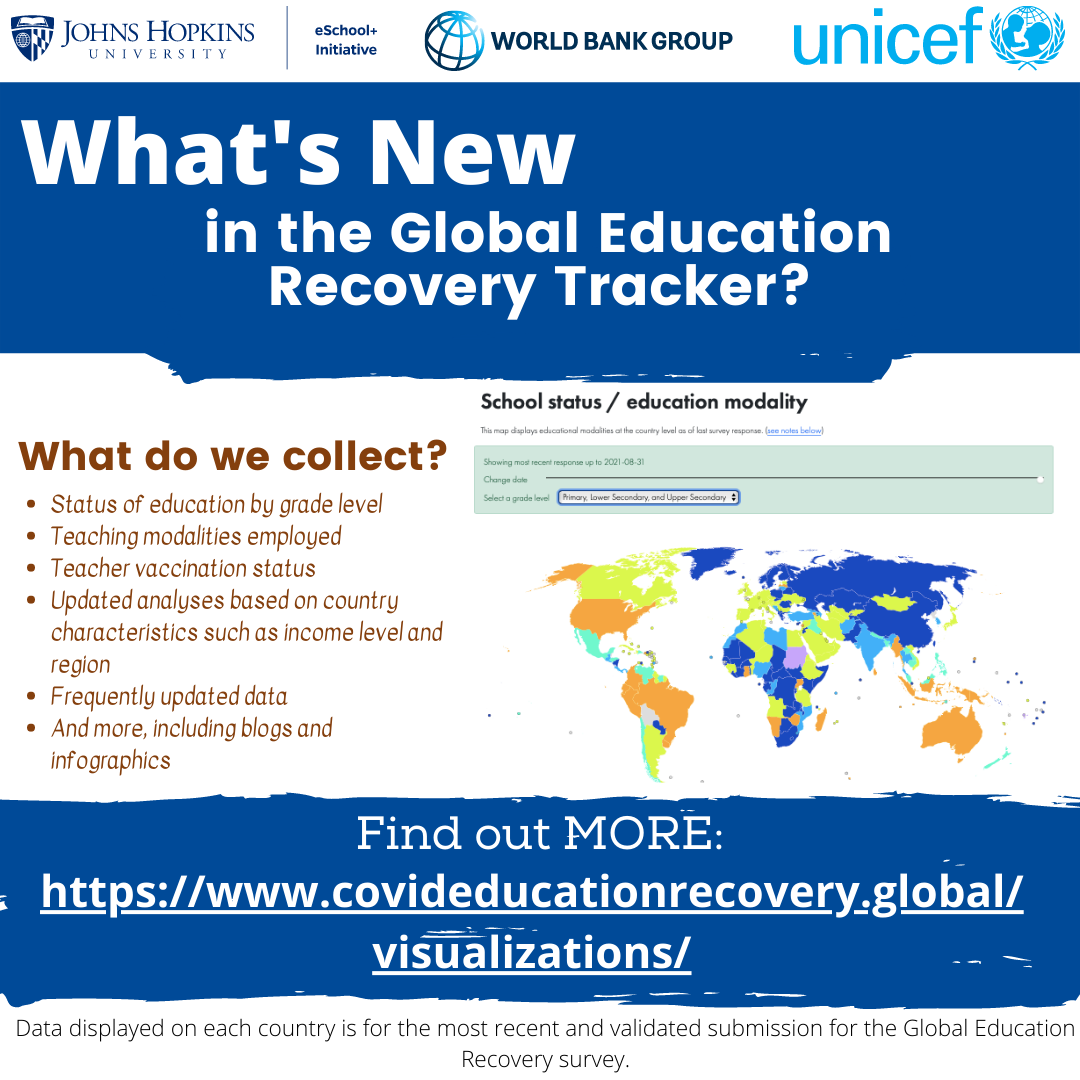 JOHNS HOPKINS
UNIVERSITY
eSchool+
Initiative
WORLD BANK GROUP
unicef
What's New
in the Global Education
Recovery Tracker?
School status / education modality
This map displays educational modalities at the country level as of last survey response. (see notes below)
Showing most recent response up to 2021-08-31
Change date
Select a grade level
Primary, Lower Secondary, and Upper Secondary
What do we collect?
• Status of education by grade level
• Teaching modalities employed
• Teacher vaccination status
• Updated analyses based on country
characteristics such as income level and
region
• Frequently updated data
• And more, including blogs and
infographics
Find out MORE:
https://www.covideducationrecovery.global/
visualizations/
Data displayed on each country is for the most recent and validated submission for the Global Education
Recovery survey.